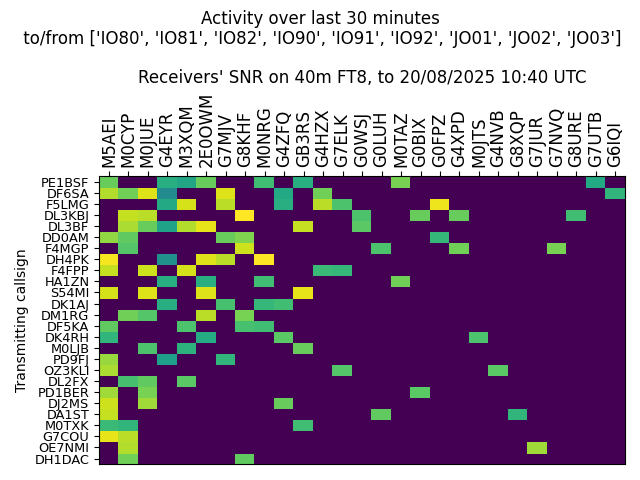 Activity over last 30 minutes
to/from ['IO80', 'IO81', 'IO82', 'IO90', 'IO91', 'IO92', 'JO01', 'JO02', 'JO03']
Receivers' SNR on 40m FT8, to 20/08/2025 10:40 UTC
M5AEI
M0CYP
M0JUE
G4EYR
M3XQM
2E0OWM
G7MJV
G8KHF
M0NRG
G4ZFQ
GB3RS
G4HZX
G7ELK
G0WSJ
G0LUH
M0TAZ
G0BIX
G0FPZ
G4XPD
M0JTS
G4NVB
G8XQP
G7JUR
G7NVQ
G8URE
G7UTB
G6IQI
Transmitting callsign
PE1BSF
DF6SA
F5LMG
DL3KBJ
DL3BF
DD0AM
F4MGP
DH4PK
F4FPP
HA1ZN
S54MI
DK1AJ
DM1RG
DF5KA
DK4RH
M0LJB
PD9FJ
OZ3KLI
DL2FX
PD1BER
DJ2MS
DA1ST
M0TXK
G7COU
OE7NMI
DH1DAC